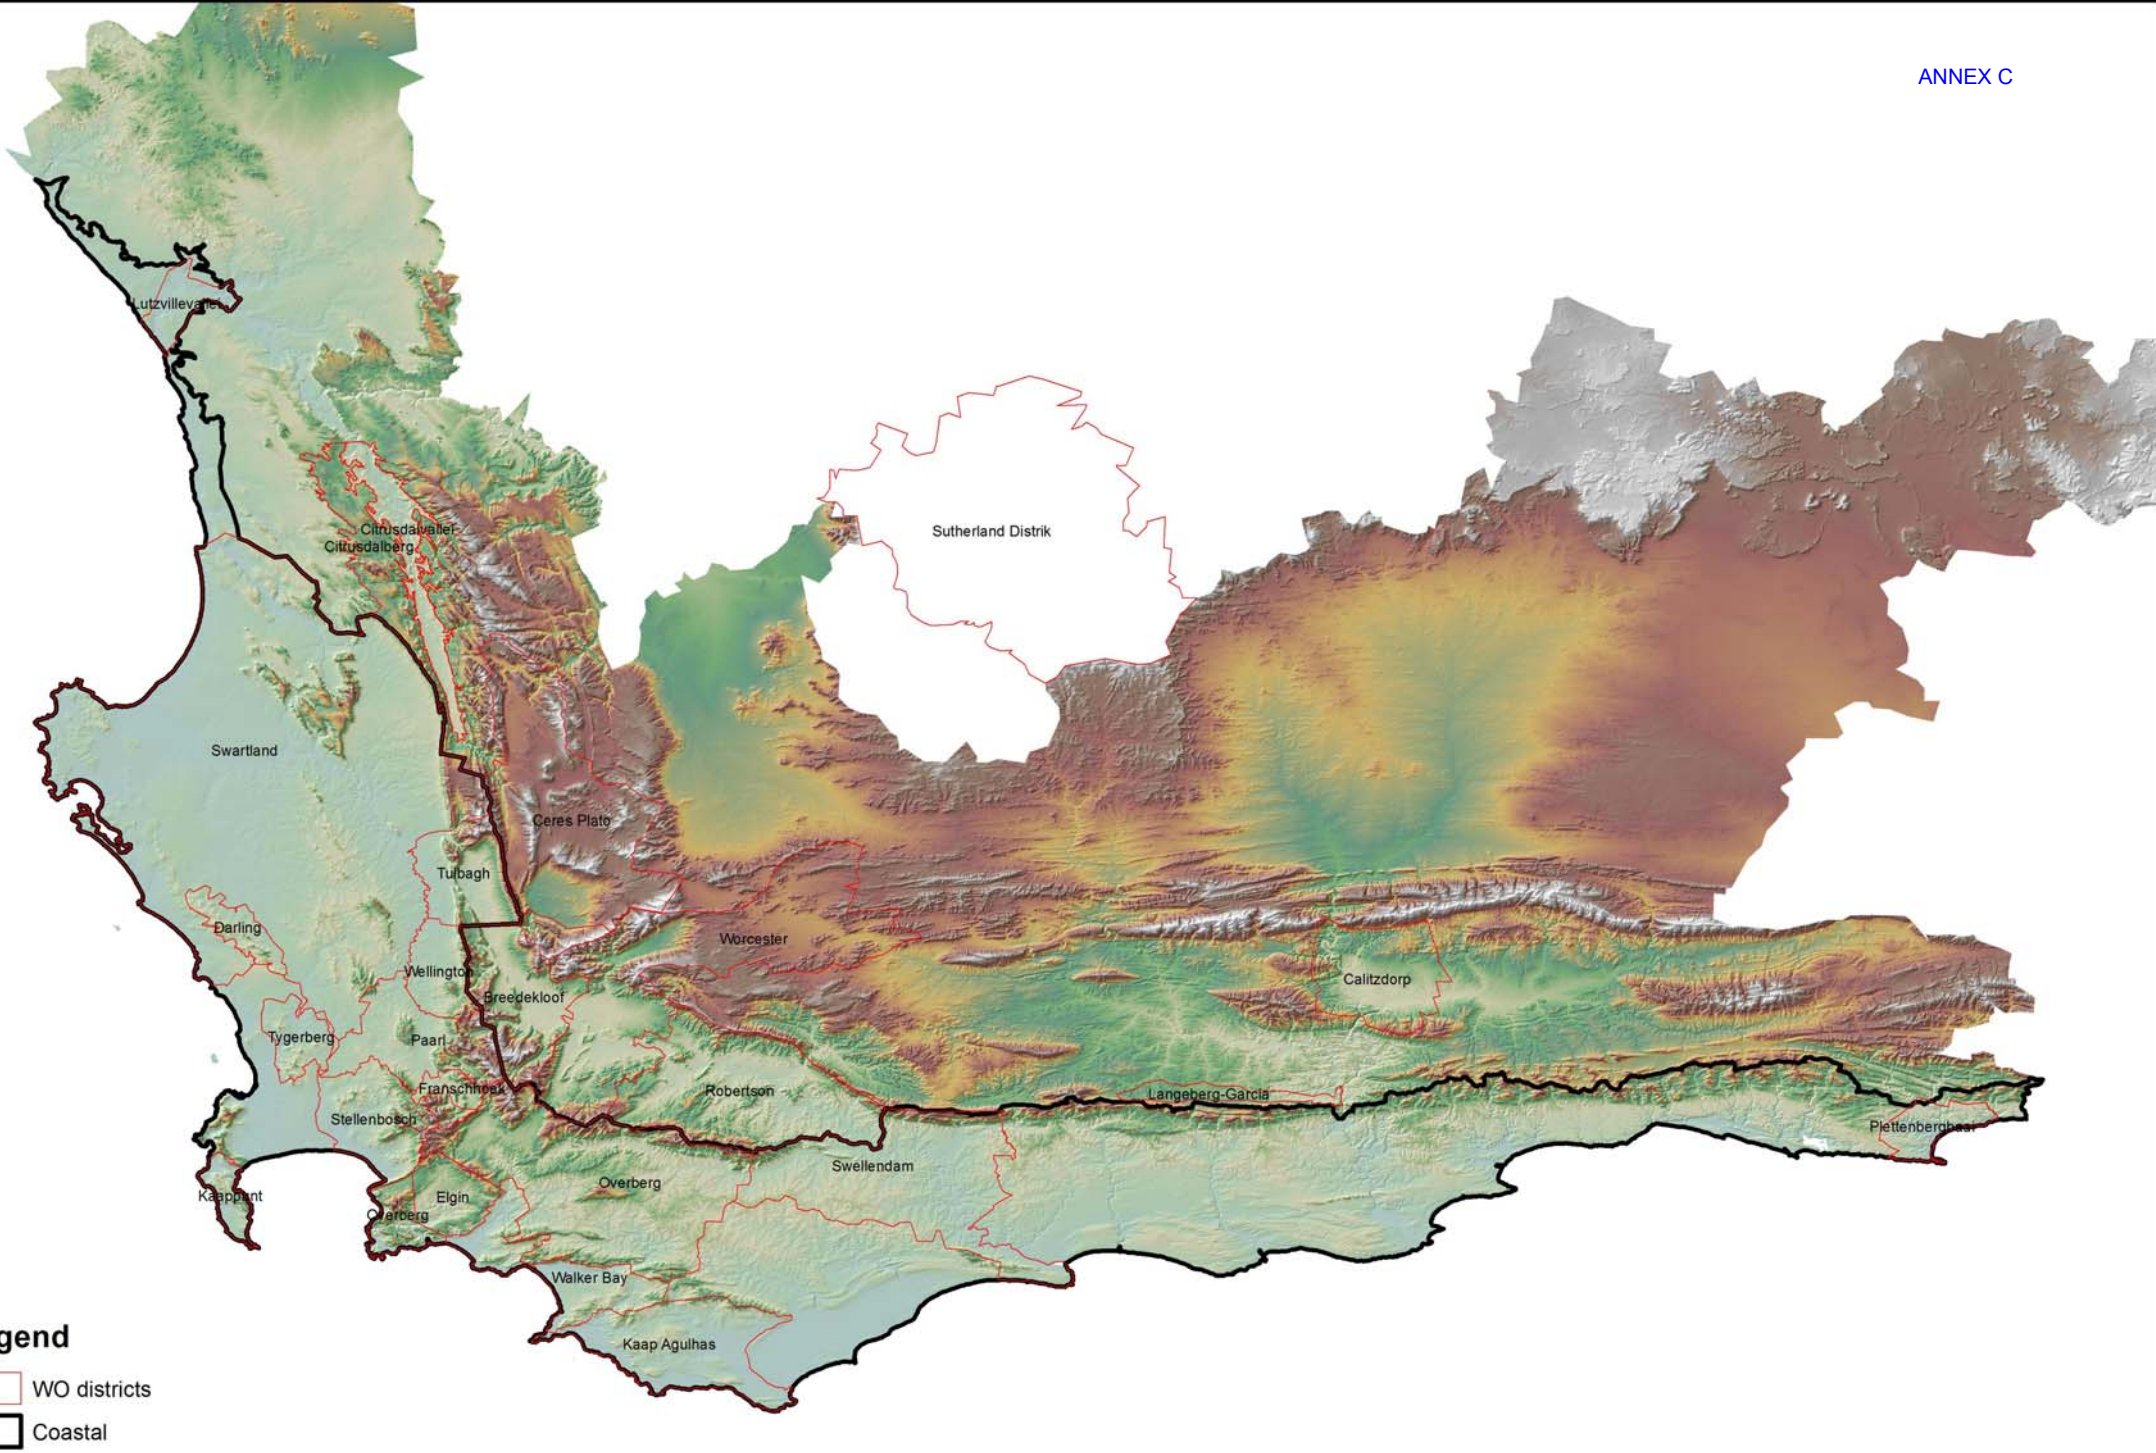 ANNEX C
Lutzvillevallei
Sutherland Distrik
Citrusdalvallei
Citrusdalberg
Swartland
Ceres Plato
Tulbagh
Darling
Worcester
Wellington
Calitzdorp
Breedekloof
Tygerberg
Paarl
Franschhoek
Robertson
Langeberg-Garcia
Stellenbosch
Plettenbergbaai
Swellendam
Overberg
Kaappunt
Elgin
Overberg
Walker Bay
Kaap Agulhas
gend
WO districts
Coastal